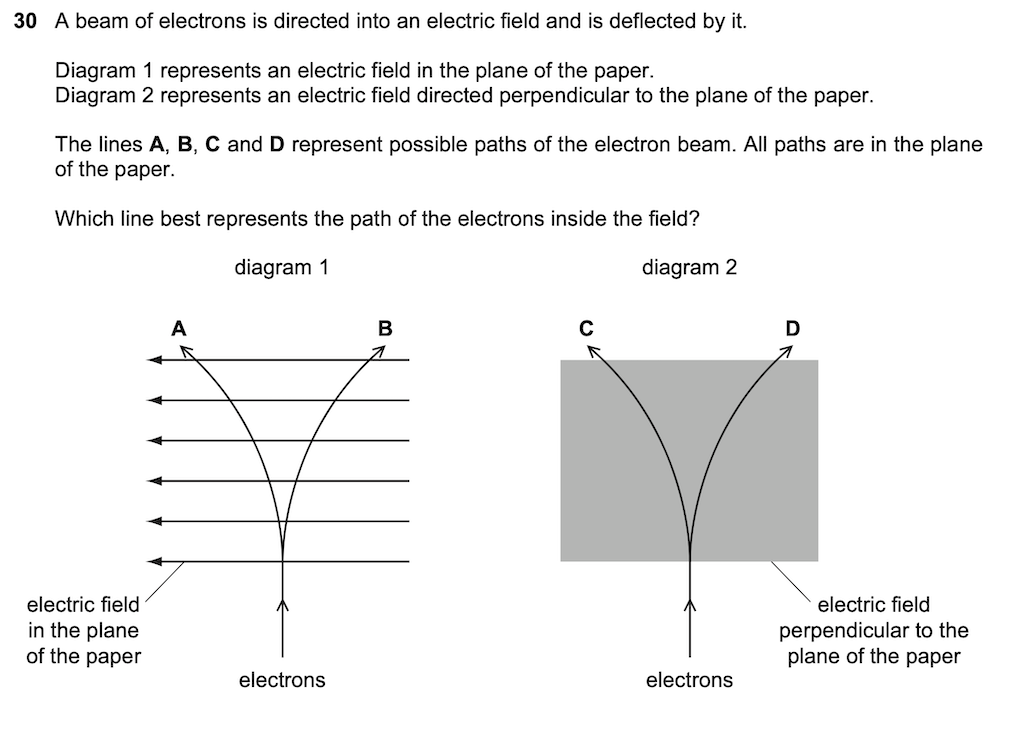 30 A beam of electrons is directed into an electric field and is deflected by it.
Diagram 1 represents an electric field in the plane of the paper.
Diagram 2 represents an electric field directed perpendicular to the plane of the paper.
The lines A, B, C and D represent possible paths of the electron beam. All paths are in the plane
of the paper.
Which line best represents the path of the electrons inside the field?
diagram 1
A
B
electric field
in the plane
of the paper
electrons
diagram 2
C
D
electric field
perpendicular to the
plane of the paper
electrons